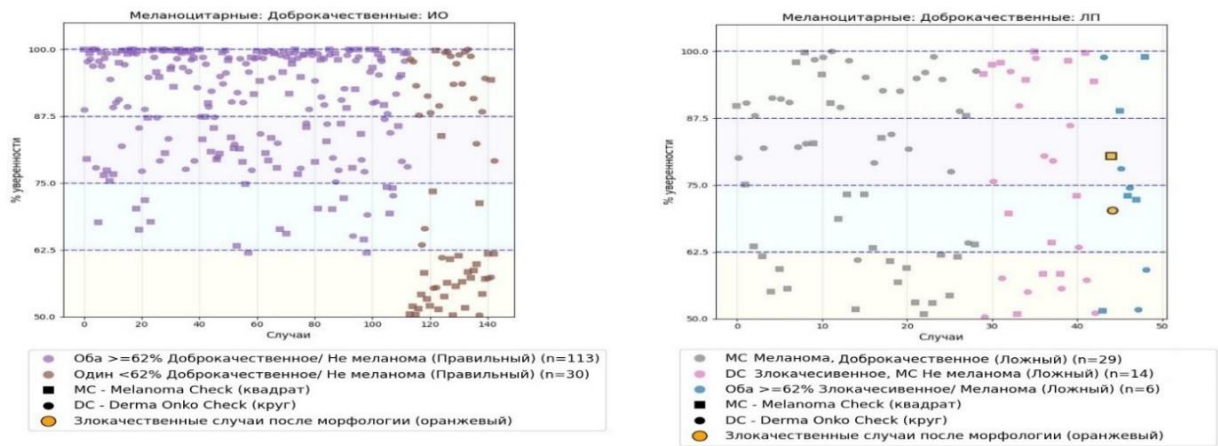 Меланоцитарные: Доброкачественные: ИО
100.0
87.5
75.0
62.5
50.0
% уверенности
0 20 40 60 80 100 120 140
Случаи
Оба >=62% Доброкачественное/ Не меланома (Правильный) (n=113)
Один <62% Доброкачественное/ Не меланома (Правильный) (n=30)
MC - Melanoma Check (квадрат)
DC - Derma Onko Check (круг)
Злокачественные случаи после морфологии (оранжевый)
Меланоцитарные: Доброкачественные: ЛП
100.0
87.5
75.0
62.5
50.0
% уверенности
0 10 20 30 40 50
Случаи
МС Меланома, Доброкачественное (Ложный) (n=29)
DC Злокачесивенное, МС Не меланома (Ложный) (n=14)
Оба >=62% Злокачесивенное/ Меланома (Ложный) (n=6)
MC - Melanoma Check (квадрат)
DC - Derma Onko Check (круг)
Злокачественные случаи после морфологии (оранжевый)